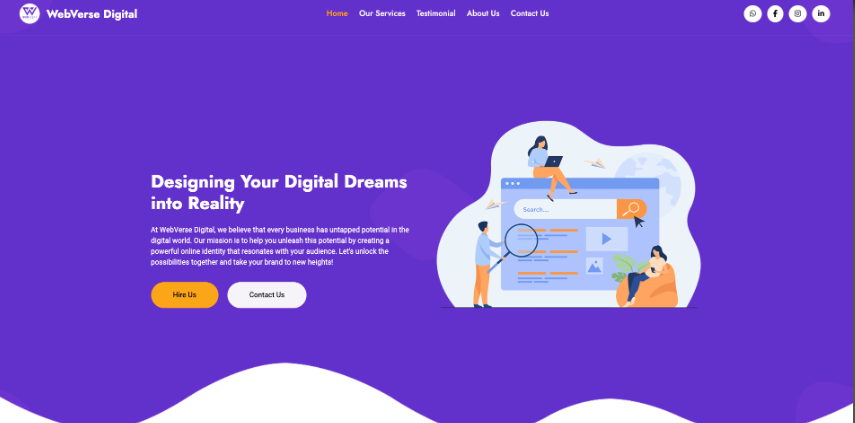 WebVerse Digital
Home Our Services Testimonial About Us Contact Us
Designing Your Digital Dreams
into Reality
At WebVerse Digital, we believe that every business has untapped potential in the
digital world. Our mission is to help you unleash this potential by creating a
powerful online identity that resonates with your audience. Let's unlock the
possibilities together and take your brand to new heights!
Hire Us Contact Us
Search....